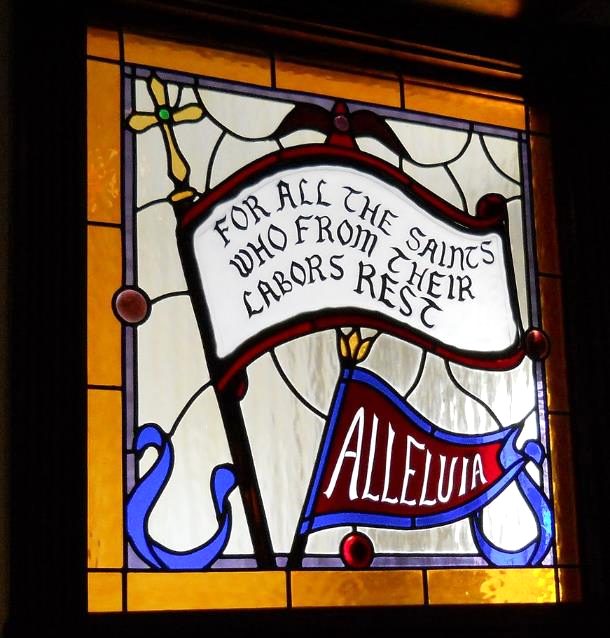 FOR ALL THE SAINTS
WHO FROM THEIR
LABORS REST
ALLELUIA